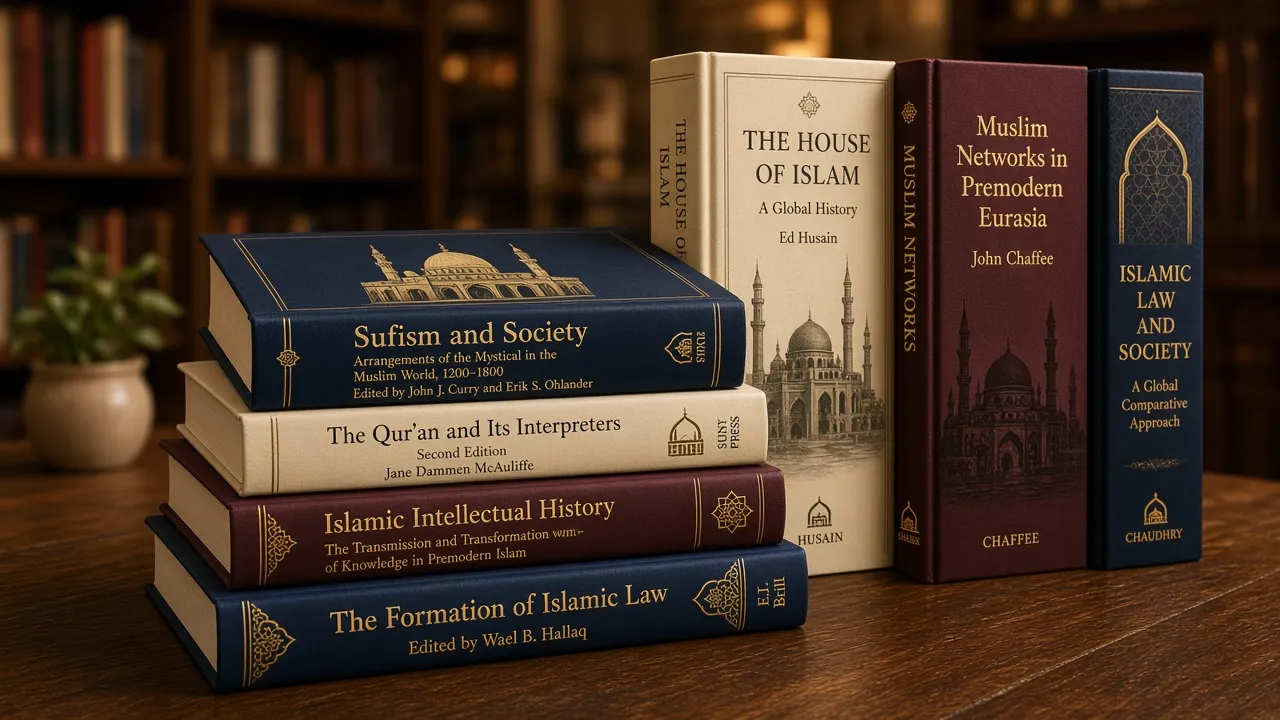 Sufism and Society
Arrangements of the Mystical in the
Muslim World, 1200–1800
Edited by John J. Curry and Erik S. Ohlander
The Qur'an and Its Interpreters
Second Edition
Jane Dammen McAuliffe
SUNY
PRESS
Islamic Intellectual History
The Transmission and Transformation
of Knowledge in Premodern Islam
The Formation of Islamic Law
Edited by Wael B. Hallaq
E.J.
Brill
THE HOUSE OF
ISLAM
THE HOUSE
OF ISLAM
A Global History
Ed Husain
HUSAIN
MUSLIM NETWORKS
Muslim
Networks in
Premodern
Eurasia
John Chaffee
CHAFFEE
ISLAMIC
LAW
AND
SOCIETY
A Global
Comparative
Approach
CHAUDHRY